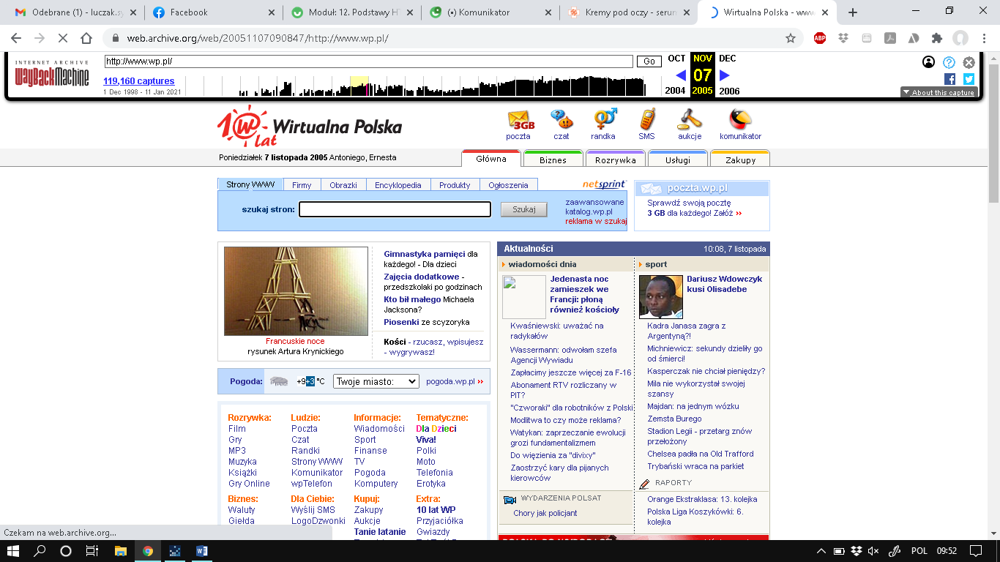 Odebrane (1) - luczak.sy
Facebook
Moduł: 12. Podstawy HT
(•) Komunikator
Kremy pod oczy - serum
Wirtualna Polska - www
web.archive.org/web/20051107090847/http://www.wp.pl/
ABP
INTERNET ARCHIVE
WayBackMachine
http://www.wp.pl/
Go
119,160 captures
1 Dec 1998 - 11 Jan 2021
OCT NOV DEC
07
2004 2005 2006
About this capture
10 lat
Wirtualna Polska
3GB
poczta
czat
randka
SMS
aukcje
komunikator
Poniedziałek 7 listopada 2005 Antoniego, Ernesta
Główna
Biznes
Rozrywka
Usługi
Zakupy
Strony WWW
Firmy
Obrazki
Encyklopedia
Produkty
Ogłoszenia
netsprint
szukaj stron:
Szukaj
zaawansowane
katalog.wp.pl
reklama w szukaj
poczta.wp.pl
Sprawdź swoją pocztę
3 GB dla każdego! Załóż
Francuskie noce
rysunek Artura Krynickiego
Gimnastyka pamięci dla
każdego! - Dla dzieci
Zajęcia dodatkowe -
przedszkolaki po godzinach
Kto bił małego Michaela
Jacksona?
Piosenki ze scyzoryka
Kości - rzucasz, wpisujesz
- wygrywasz!
Pogoda:
+9+3 °C
Twoje miasto:
pogoda.wp.pl
Rozrywka:
Film
Gry
MP3
Muzyka
Książki
Gry Online
Ludzie:
Poczta
Czat
Randki
Strony WWW
Komunikator
wpTelefon
Informacje:
Wiadomości
Sport
Finanse
TV
Pogoda
Komputery
Tematyczne:
Dla Dzieci
Viva!
Polki
Moto
Telefonia
Erotyka
Biznes:
Waluty
Giełda
Dla Ciebie:
Wyślij SMS
LogoDzwonki
Kupuj:
Zakupy
Aukcje
Tanie latanie
Extra:
10 lat WP
Przyjaciółka
Gwiazdy
Aktualności
10:08, 7 listopada
wiadomości dnia
Jedenasta noc
zamieszek we
Francji: płoną
również kościoły
Kwaśniewski: uważać na
radykałów
Wassermann: odwołam szefa
Agencji Wywiadu
Zapłacimy jeszcze więcej za F-16
Abonament RTV rozliczany w
PIT?
"Czworaki" dla robotników z Polski
Modlitwa to czy może reklama?
Watykan: zaprzeczanie ewolucji
grozi fundamentalizmem
Do więzienia za "divixy"
Zaostrzyć kary dla pijanych
kierowców
WYDARZENIA POLSAT
Chory jak policjant
sport
Dariusz Wdowczyk
kusi Olisadebe
Kadra Janasa zagra z
Argentyną?!
Michniewicz: sekundy dzieliły go
od śmierci!
Kasperczak nie chciał pieniędzy?
Mila nie wykorzystał swojej
szansy
Majdan: na jednym wózku
Zemsta Burego
Stadion Legii - przetarg znów
przełożony
Chelsea padła na Old Trafford
Trybański wraca na parkiet
RAPORTY
Orange Ekstraklasa: 13. kolejka
Polska Liga Koszykówki: 6.
kolejka
Czekam na web.archive.org...
POL
09:52